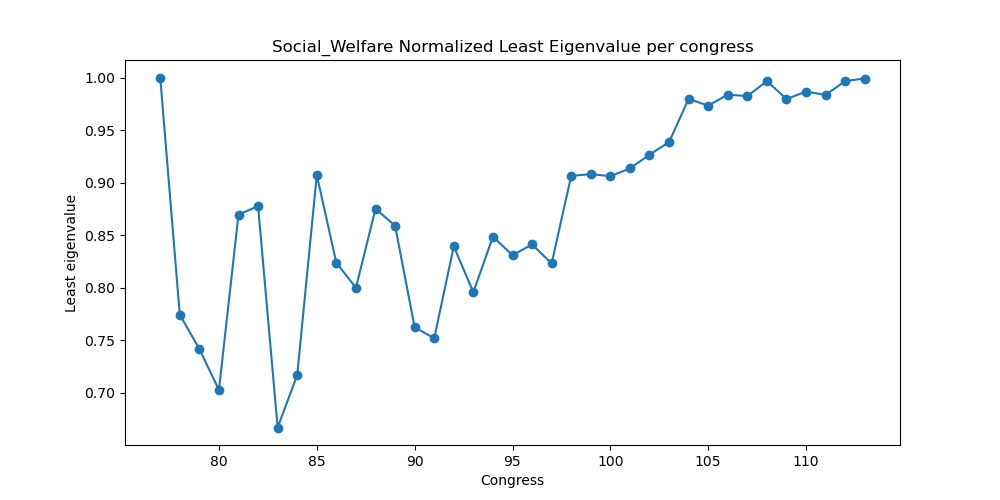 Social_Welfare Normalized Least Eigenvalue per congress
1.00
0.95
0.90
0.85
0.80
0.75
0.70
Least eigenvalue
80 85 90 95 100 105 110
Congress